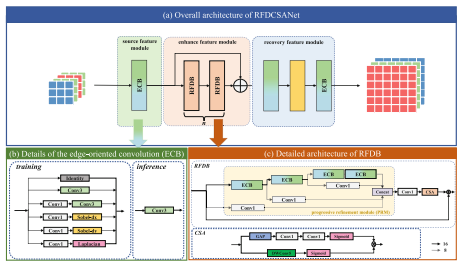 (a) Overall architecture of RFDCSANet
source feature
module
enhance feature module
recovery feature module
ECB
RFDB
RFDB
N
ECB
(b) Details of the edge-oriented convolution (ECB)
training
inference
Identity
Conv3
Conv1
Conv3
Conv1
Sobel-dx
Conv1
Sobel-dx
Conv1
Laplacian
Conv3
(c) Detailed architecture of RFDB
RFDB
ECB
ECB
ECB
ECB
Conv1
Conv1
Conv1
Concat
Conv1
CSA
progressive refinement module (PRM)
CSA
GAP
Conv1
Conv1
Sigmoid
DWConv3
Sigmoid